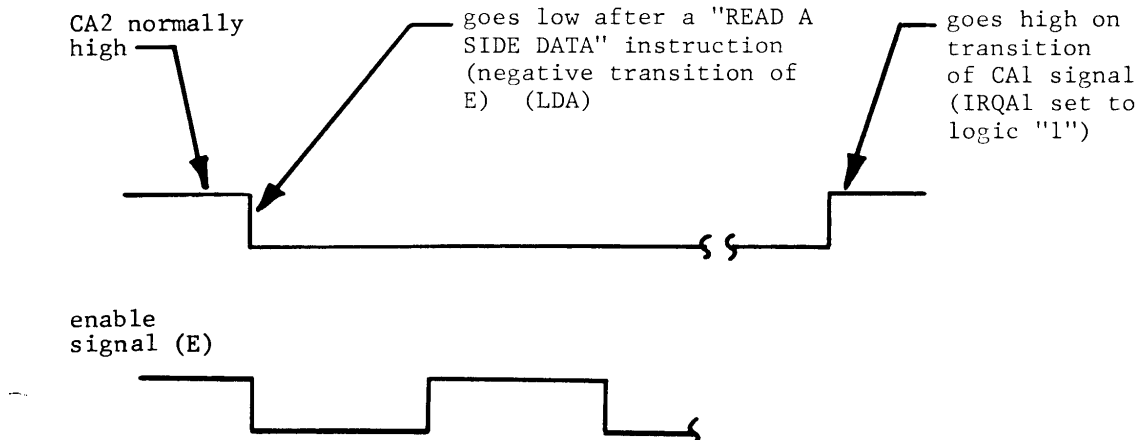 CA2 normally
high
goes low after a "READ A
SIDE DATA" instruction
(negative transition of
E) (LDA)
goes high on
transition
of CA1 signal
(IRQA1 set to
logic "1")
enable
signal (E)